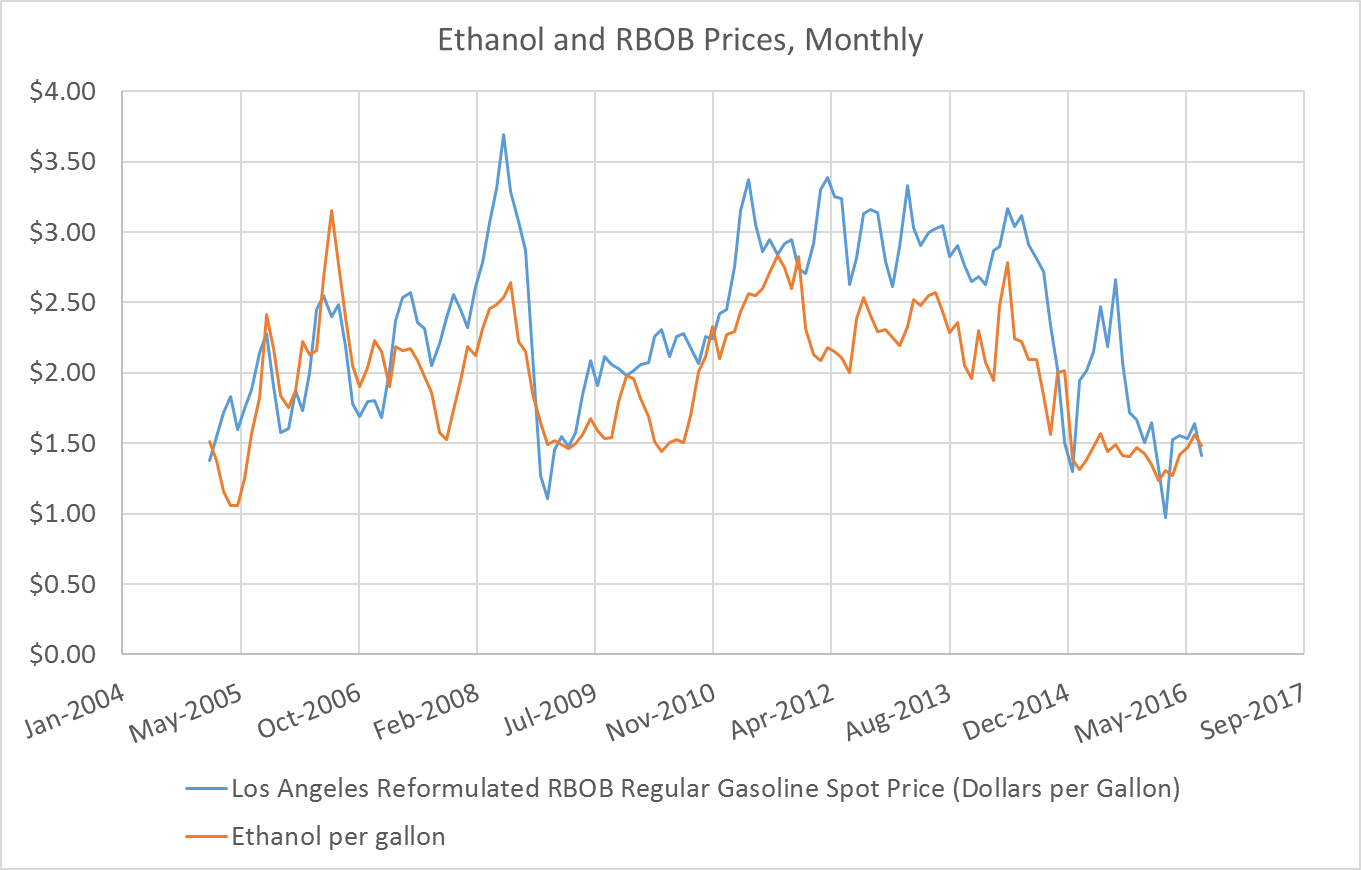 Ethanol and RBOB Prices, Monthly
$4.00
$3.50
$3.00
$2.50
$2.00
$1.50
$1.00
$0.50
$0.00
Jan-2004
May-2005
Oct-2006
Feb-2008
Jul-2009
Nov-2010
Apr-2012
Aug-2013
Dec-2014
May-2016
Sep-2017
Los Angeles Reformulated RBOB Regular Gasoline Spot Price (Dollars per Gallon)
Ethanol per gallon